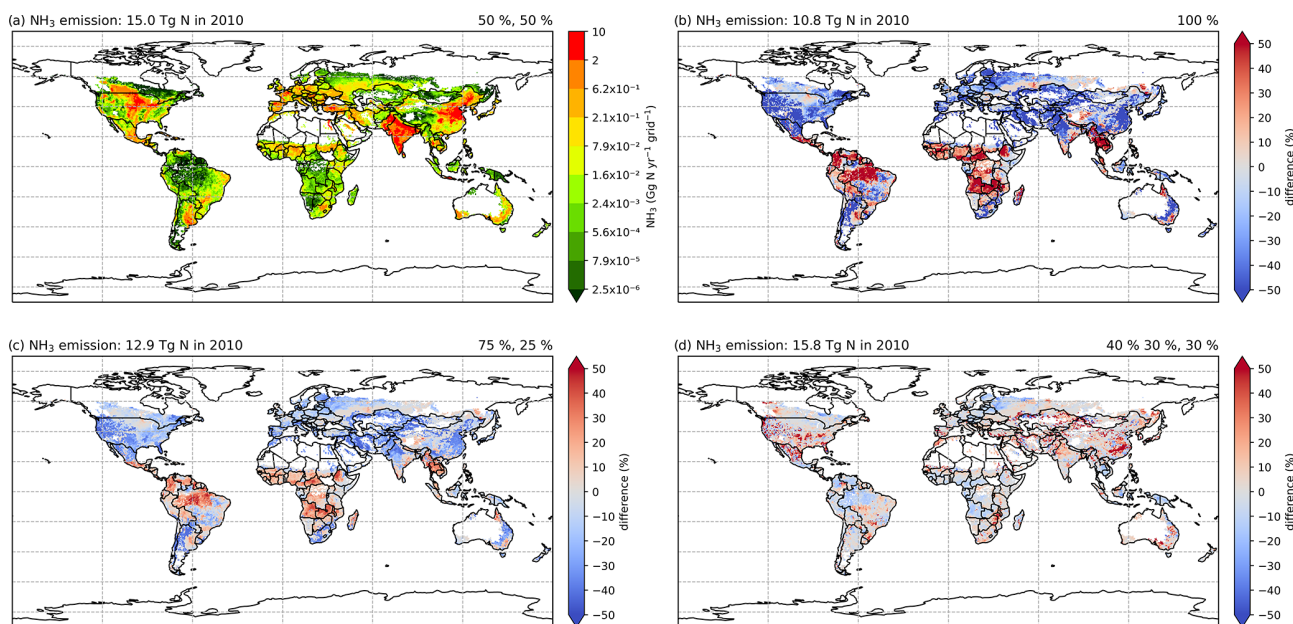 (a) NH₃ emission: 15.0 Tg N in 2010 50 %, 50 %
10
2
6.2x10⁻¹
2.1x10⁻¹
7.9x10⁻²
1.6x10⁻²
2.4x10⁻³
5.6x10⁻⁴
7.9x10⁻⁵
2.5x10⁻⁶
NH₃ (Gg N yr⁻¹ grid⁻¹)
(b) NH₃ emission: 10.8 Tg N in 2010 100 %
50
40
30
20
10
0
−10
−20
−30
−40
−50
difference (%)
(c) NH₃ emission: 12.9 Tg N in 2010 75 %, 25 %
50
40
30
20
10
0
−10
−20
−30
−40
−50
difference (%)
(d) NH₃ emission: 15.8 Tg N in 2010 40 % 30 %, 30 %
50
40
30
20
10
0
−10
−20
−30
−40
−50
difference (%)